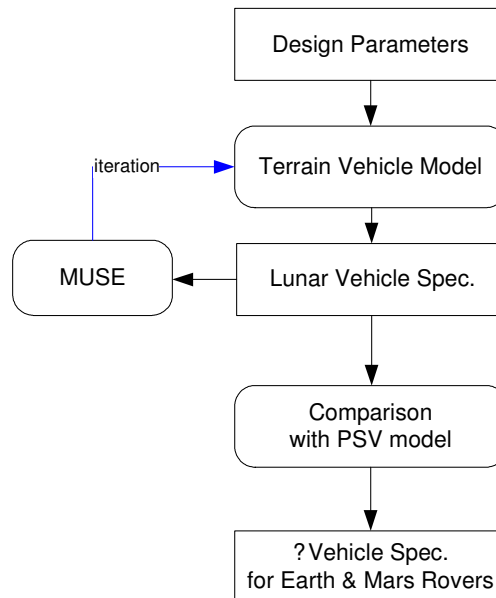 Design Parameters
iteration
Terrain Vehicle Model
MUSE
Lunar Vehicle Spec.
Comparison
with PSV model
? Vehicle Spec.
for Earth & Mars Rovers